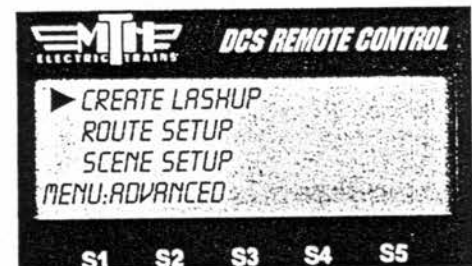 MTH DCS REMOTE CONTROL
ELECTRIC TRAINS
CREATE LASHUP
ROUTE SETUP
SCENE SETUP
MENU:ADVANCED
S1 S2 S3 S4 S5